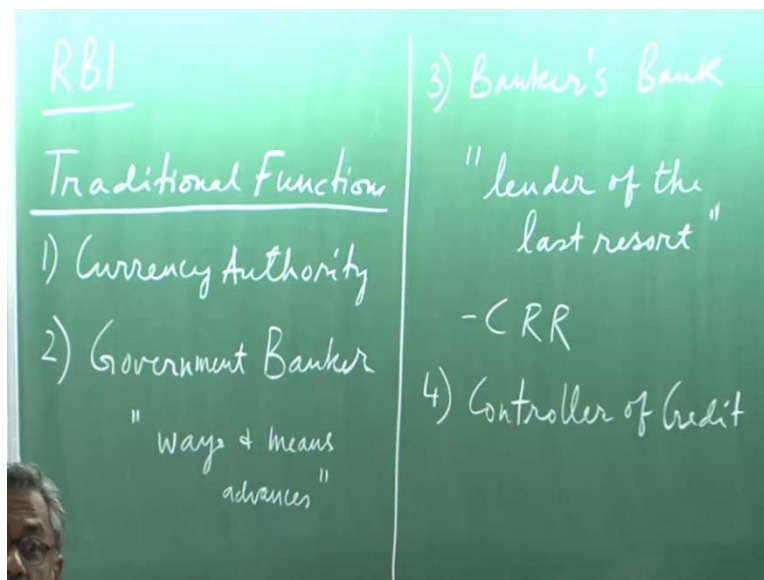 RBI
Traditional Functions
1) Currency Authority
2) Government Banker
" ways & means
advances "
3) Banker's Bank
" lender of the
last resort "
- CRR
4) Controller of Credit